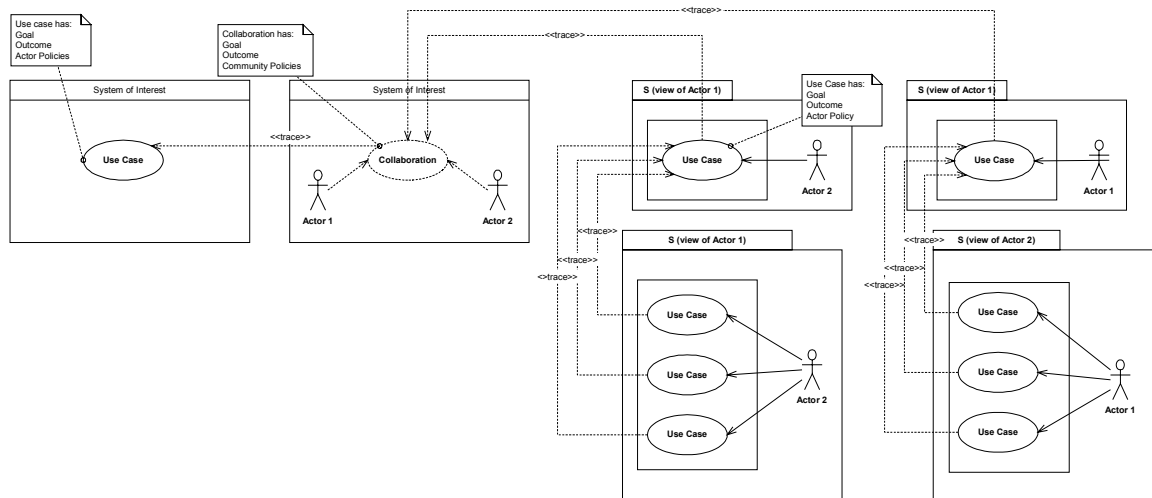 <<trace>>
<<trace>>
Use case has:
Goal
Outcome
Actor Policies
Collaboration has:
Goal
Outcome
Community Policies
System of Interest
System of Interest
S (view of Actor 1)
S (view of Actor 1)
Use Case has:
Goal
Outcome
Actor Policy
<<trace>>
Use Case
Collaboration
Use Case
Use Case
Actor 1
Actor 2
Actor 2
Actor 1
<<trace>>
<<trace>>
<>trace>>
<<trace>>
<<trace>>
<<trace>>
S (view of Actor 1)
S (view of Actor 2)
Use Case
Use Case
Use Case
Actor 2
Use Case
Use Case
Use Case
Actor 1